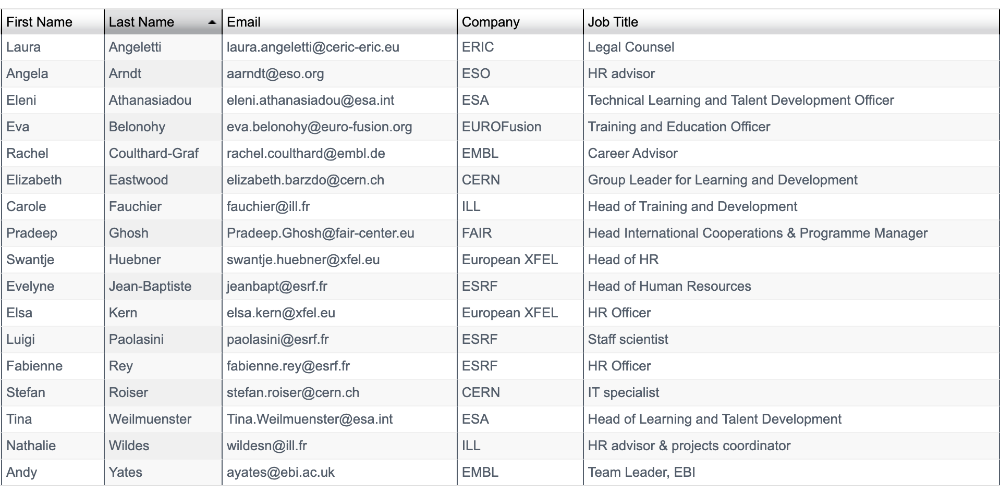 First Name Last Name Email Company Job Title
Laura Angeletti laura.angeletti@ceric-eric.eu ERIC Legal Counsel
Angela Arndt aarndt@eso.org ESO HR advisor
Eleni Athanasiadou eleni.athanasiadou@esa.int ESA Technical Learning and Talent Development Officer
Eva Belonohy eva.belonohy@euro-fusion.org EUROFusion Training and Education Officer
Rachel Coulthard-Graf rachel.coulthard@embl.de EMBL Career Advisor
Elizabeth Eastwood elizabeth.barzdo@cern.ch CERN Group Leader for Learning and Development
Carole Fauchier fauchier@ill.fr ILL Head of Training and Development
Pradeep Ghosh Pradeep.Ghosh@fair-center.eu FAIR Head International Cooperations & Programme Manager
Swantje Huebner swantje.huebner@xfel.eu European XFEL Head of HR
Evelyne Jean-Baptiste jeanbapt@esrf.fr ESRF Head of Human Resources
Elsa Kern elsa.kern@xfel.eu European XFEL HR Officer
Luigi Paolasini paolasini@esrf.fr ESRF Staff scientist
Fabienne Rey fabienne.rey@esrf.fr ESRF HR Officer
Stefan Roiser stefan.roiser@cern.ch CERN IT specialist
Tina Weilmuenster Tina.Weilmuenster@esa.int ESA Head of Learning and Talent Development
Nathalie Wildes wildesn@ill.fr ILL HR advisor & projects coordinator
Andy Yates ayates@ebi.ac.uk EMBL Team Leader, EBI